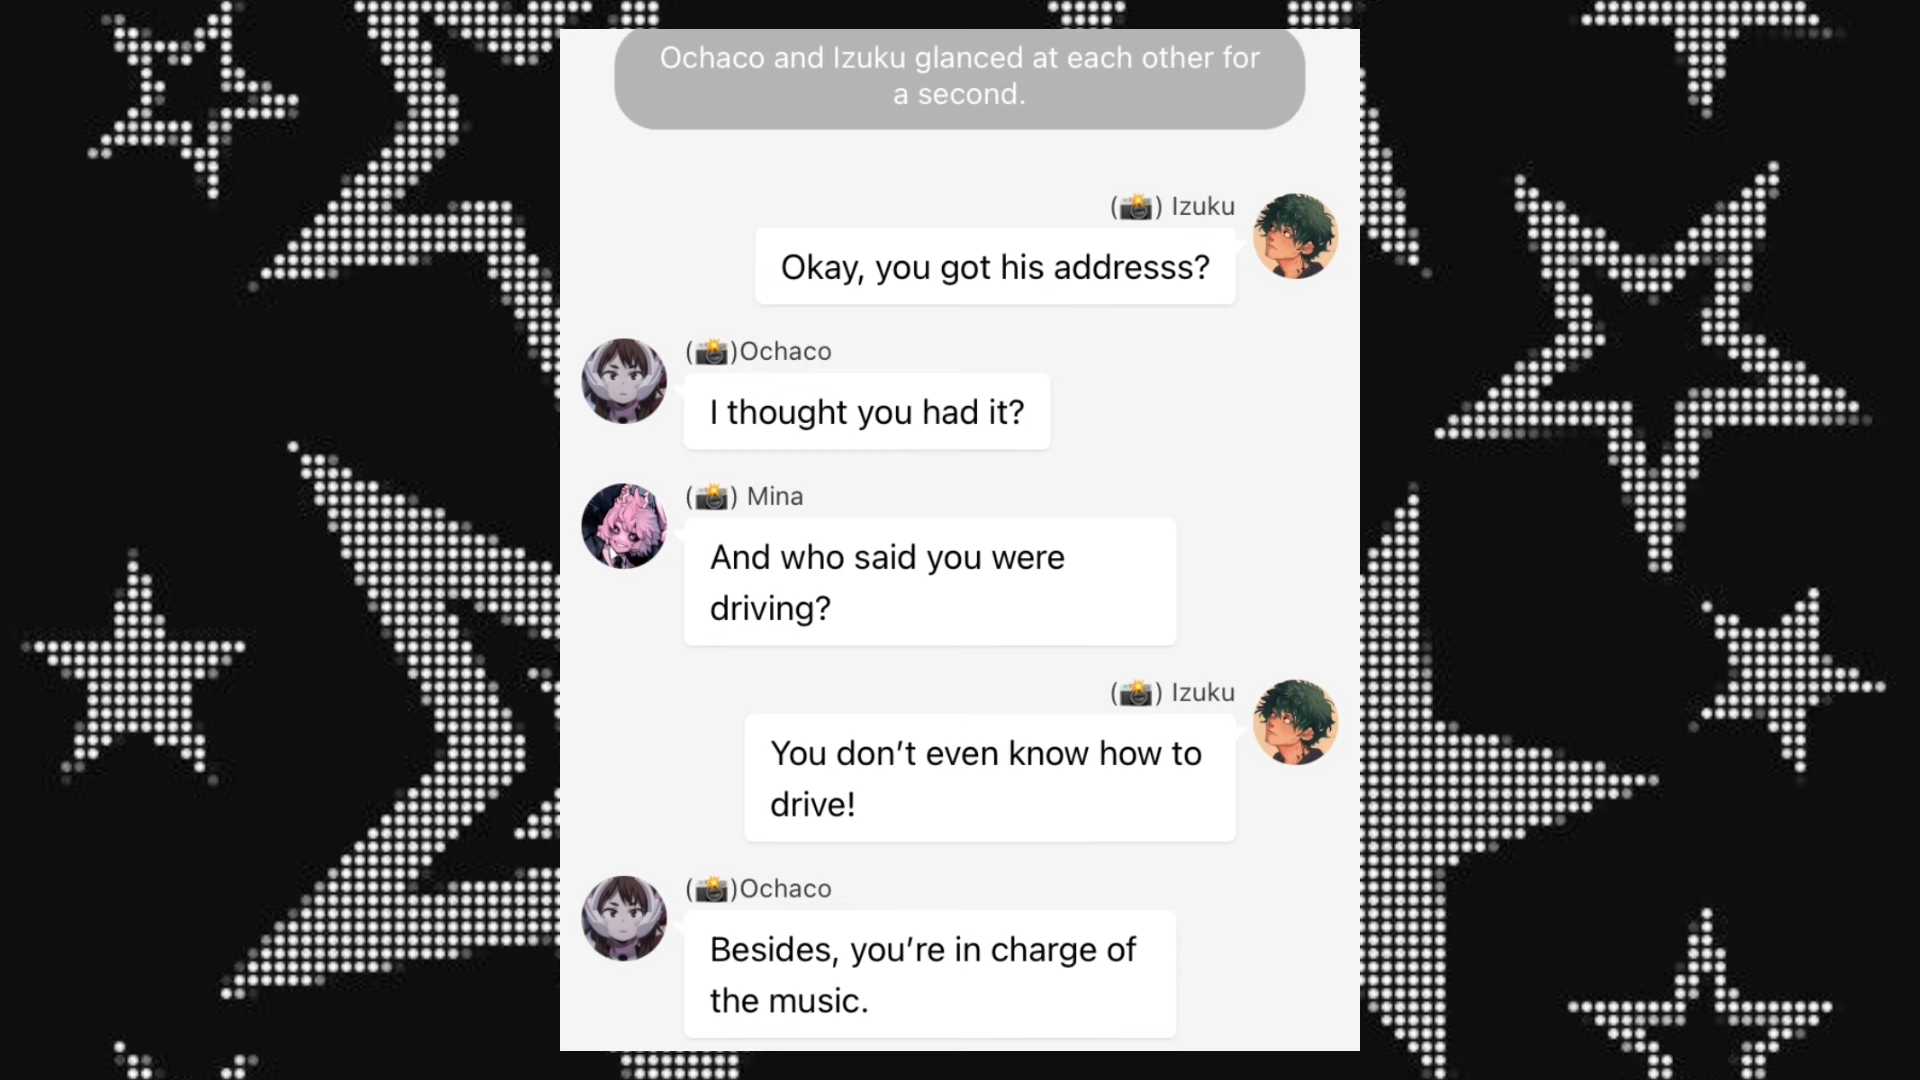 Ochaco and Izuku glanced at each other for
a second.
(📸) Izuku
Okay, you got his addresss?
(📸)Ochaco
I thought you had it?
(📸) Mina
And who said you were
driving?
(📸) Izuku
You don’t even know how to
drive!
(📸)Ochaco
Besides, you’re in charge of
the music.